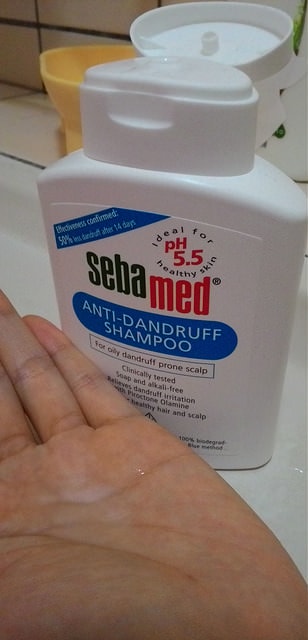 Effectiveness confirmed:
50% less dandruff after 14 days
ideal for
pH
5.5
healthy skin
sebamed®
ANTI-DANDRUFF
SHAMPOO
For oily dandruff prone scalp
Clinically tested
Soap and alkali-free
Relieves dandruff irritation
with Piroctone Olamine
healthy hair and scalp
100% biodegrad-
Blue method